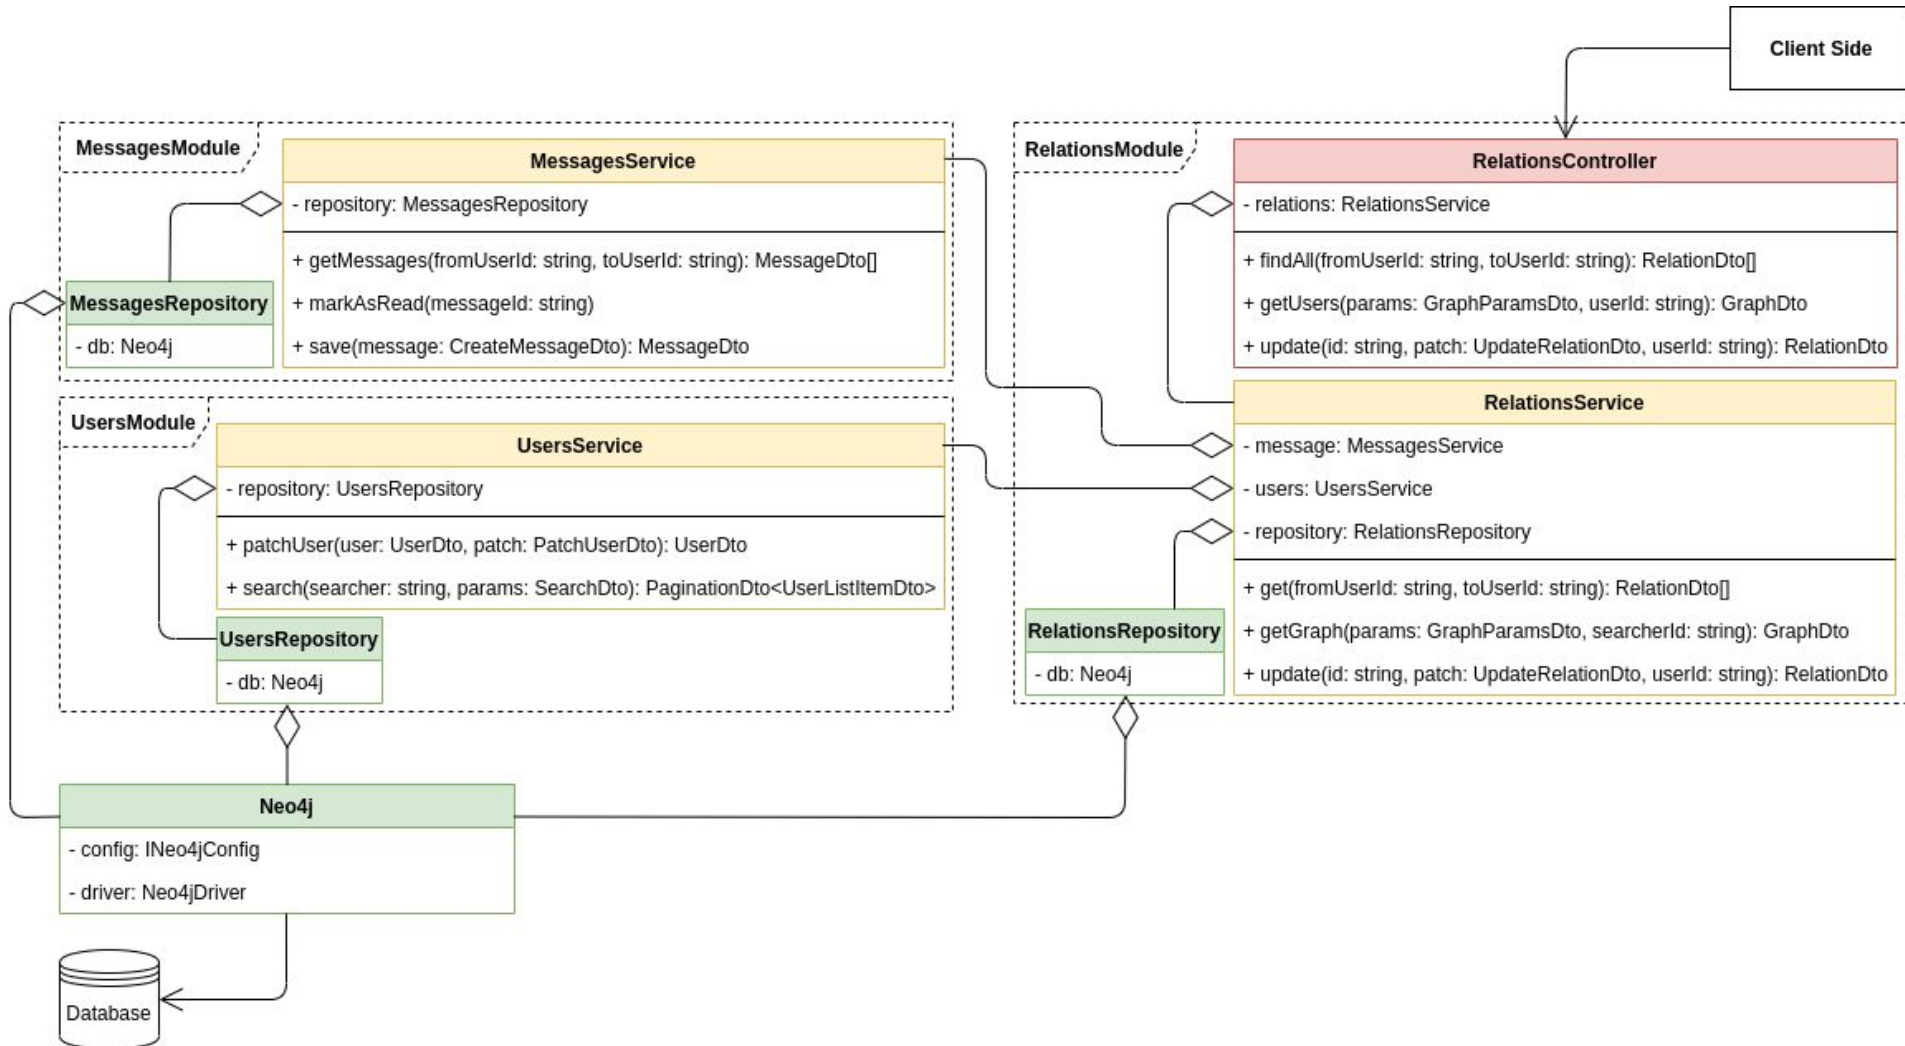 Client Side
MessagesModule
MessagesService
- repository: MessagesRepository
+ getMessages(fromUserId: string, toUserId: string): MessageDto[]
+ markAsRead(messageId: string)
+ save(message: CreateMessageDto): MessageDto
MessagesRepository
- db: Neo4j
UsersModule
UsersService
- repository: UsersRepository
+ patchUser(user: UserDto, patch: PatchUserDto): UserDto
+ search(searcher: string, params: SearchDto): PaginationDto<UserListItemDto>
UsersRepository
- db: Neo4j
RelationsModule
RelationsController
- relations: RelationsService
+ findAll(fromUserId: string, toUserId: string): RelationDto[]
+ getUsers(params: GraphParamsDto, userId: string): GraphDto
+ update(id: string, patch: UpdateRelationDto, userId: string): RelationDto
RelationsService
- message: MessagesService
- users: UsersService
- repository: RelationsRepository
+ get(fromUserId: string, toUserId: string): RelationDto[]
+ getGraph(params: GraphParamsDto, searcherId: string): GraphDto
+ update(id: string, patch: UpdateRelationDto, userId: string): RelationDto
RelationsRepository
- db: Neo4j
Neo4j
- config: INeo4jConfig
- driver: Neo4jDriver
Database